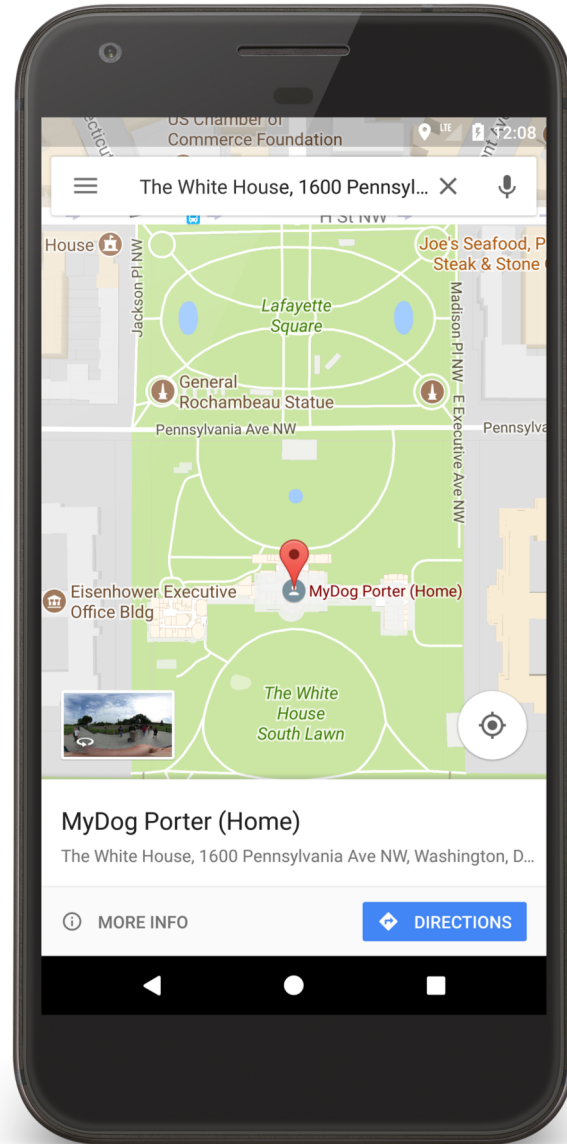 US Chamber of
Commerce Foundation
LTE
12:08
The White House, 1600 Pennsyl...
H St NW
House
Jackson Pl NW
Joe's Seafood, P
Steak & Stone
Lafayette
Square
Madison Pl NW
General
Rochambeau Statue
E Executive Ave NW
Pennsylvania Ave NW
Pennsylva
MyDog Porter (Home)
Eisenhower Executive
Office Bldg
The White
House
South Lawn
MyDog Porter (Home)
The White House, 1600 Pennsylvania Ave NW, Washington, D...
MORE INFO
DIRECTIONS